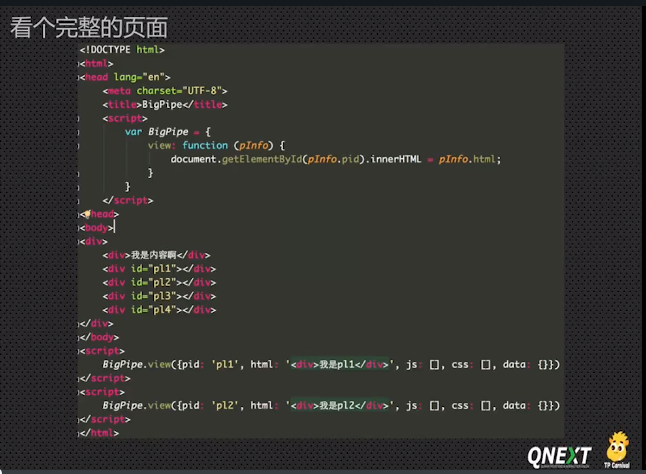 看个完整的页面
<!DOCTYPE html>
<html>
<head lang="en">
<meta charset="UTF-8">
<title>BigPipe</title>
<script>
var BigPipe = {
view: function (pInfo) {
document.getElementById(pInfo.pid).innerHTML = pInfo.html;
}
}
</script>
</head>
<body>
<div>
<div>我是内容啊</div>
<div id="pl1"></div>
<div id="pl2"></div>
<div id="pl3"></div>
<div id="pl4"></div>
</div>
</body>
<script>
BigPipe.view({pid: 'pl1', html: '<div>我是pl1</div>', js: [], css: [], data: {}})
</script>
<script>
BigPipe.view({pid: 'pl2', html: '<div>我是pl2</div>', js: [], css: [], data: {}})
</script>
</html>
QNEXT
TP Carnival